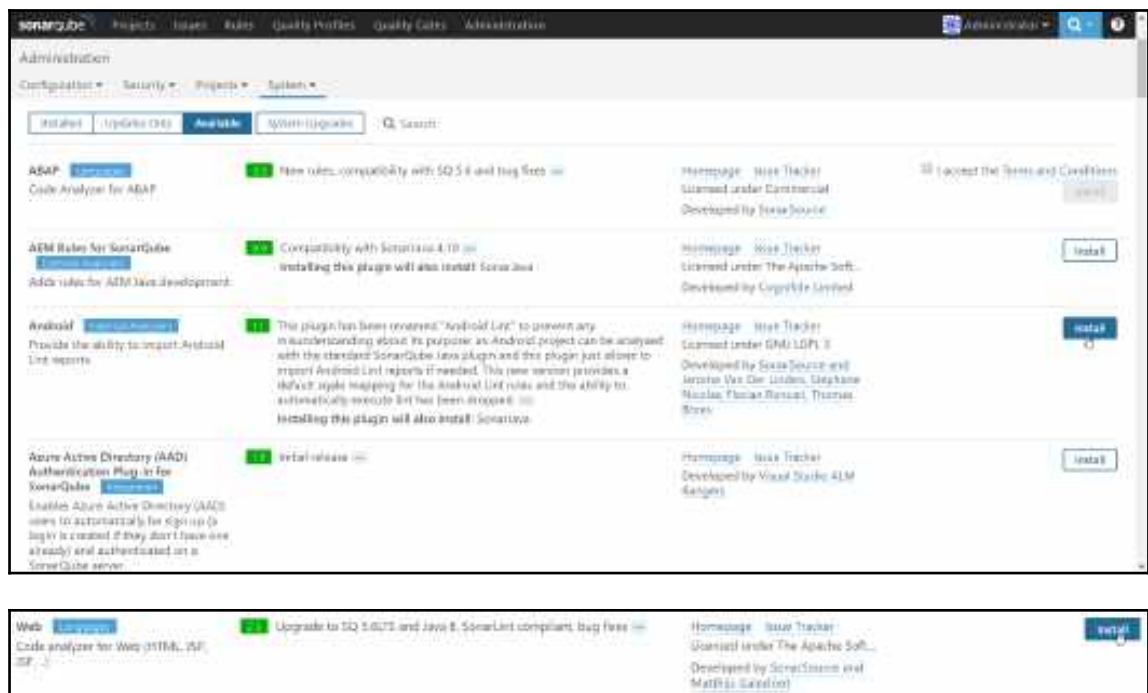 sonarqube Projects Issues Rules Quality Profiles Quality Gates Administration Administrator
Administration
Configuration Security Projects System
Installed Updates Only Available System Upgrades Search
ABAP Languages New rules, compatibility with SQ 5.6 and bug fixes Homepage Issue Tracker I accept the Terms and Conditions
Code Analyzer for ABAP Licensed under Commercial Install
Developed by SonarSource
AEM Rules for SonarQube Compatibility with SonarJava 4.10 Homepage Issue Tracker Install
External Analysers Installing this plugin will also install: SonarJava Licensed under The Apache Soft...
Adds rules for AEM Java development Developed by Cognifide Limited
Android External Analysers This plugin has been renamed "Android Lint" to prevent any Homepage Issue Tracker Install
Provide the ability to import Android misunderstanding about its purpose as Android project can be analysed Licensed under GNU LGPL 3
Lint reports with the standard SonarQube Java plugin and this plugin just allows to Developed by SonarSource and
import Android Lint reports if needed. This new version provides a Jerome Van Der Linden, Stephane
default sqale mapping for the Android Lint rules and the ability to Nicolas, Florian Roncari, Thomas
automatically execute lint has been dropped. Bores
Installing this plugin will also install: SonarJava
Azure Active Directory (AAD) Initial release Homepage Issue Tracker Install
Authentication Plug-in for Developed by Visual Studio ALM
SonarQube Rangers
Enables Azure Active Directory (AAD)
users to automatically be sign up (a
login is created if they don't have one
already) and authenticated on a
SonarQube server
Web Languages Upgrade to SQ 5.6LTS and Java 8, SonarLint compliant, bug fixes Homepage Issue Tracker Install
Code analyzer for Web (HTML, JSP, Licensed under The Apache Soft...
JSF, ...) Developed by SonarSource and
Matthijs Galesloot